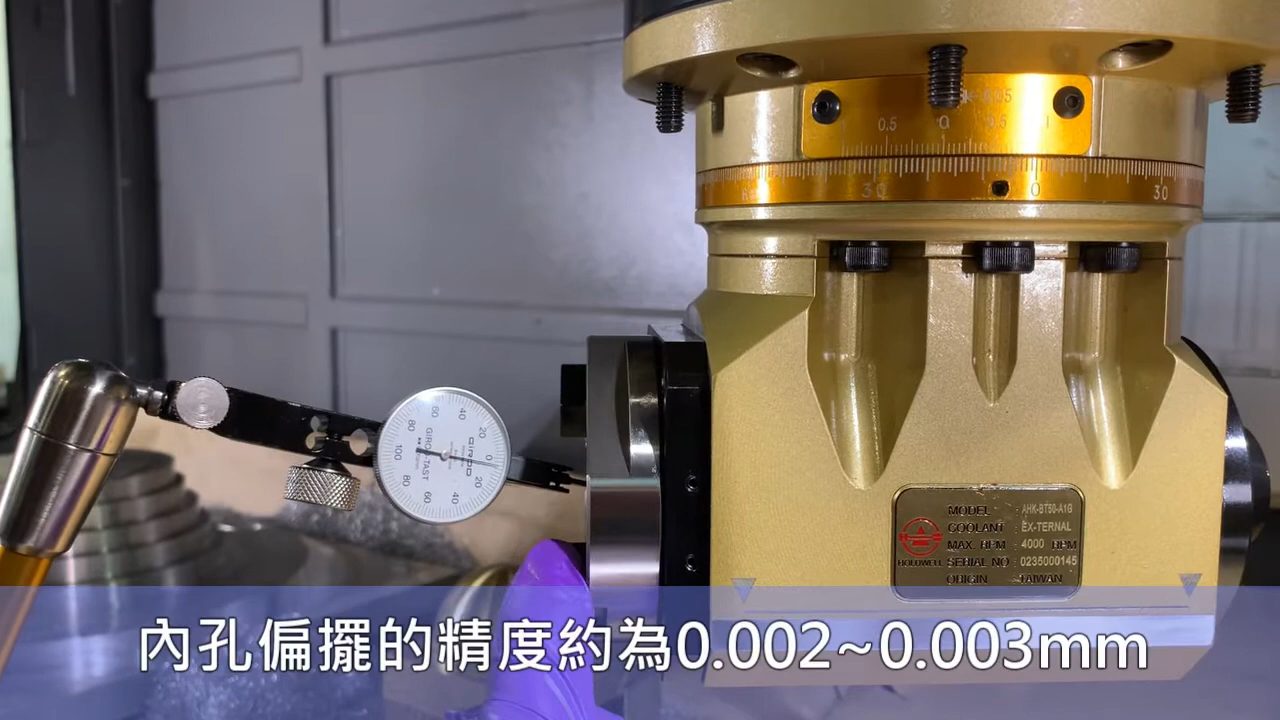 0.5 0 0.5 1
30 0 30
60 40 20 0 20 40 60 80 100 80
GIROD
GIROD-TAST
MODEL : AHK-BT50-A1G
COOLANT : EX-TERNAL
MAX. RPM : 4000 RPM
SERIAL NO : 0235000145
HOLDWELL
ORIGIN : TAIWAN
內孔偏擺的精度約為0.002~0.003mm